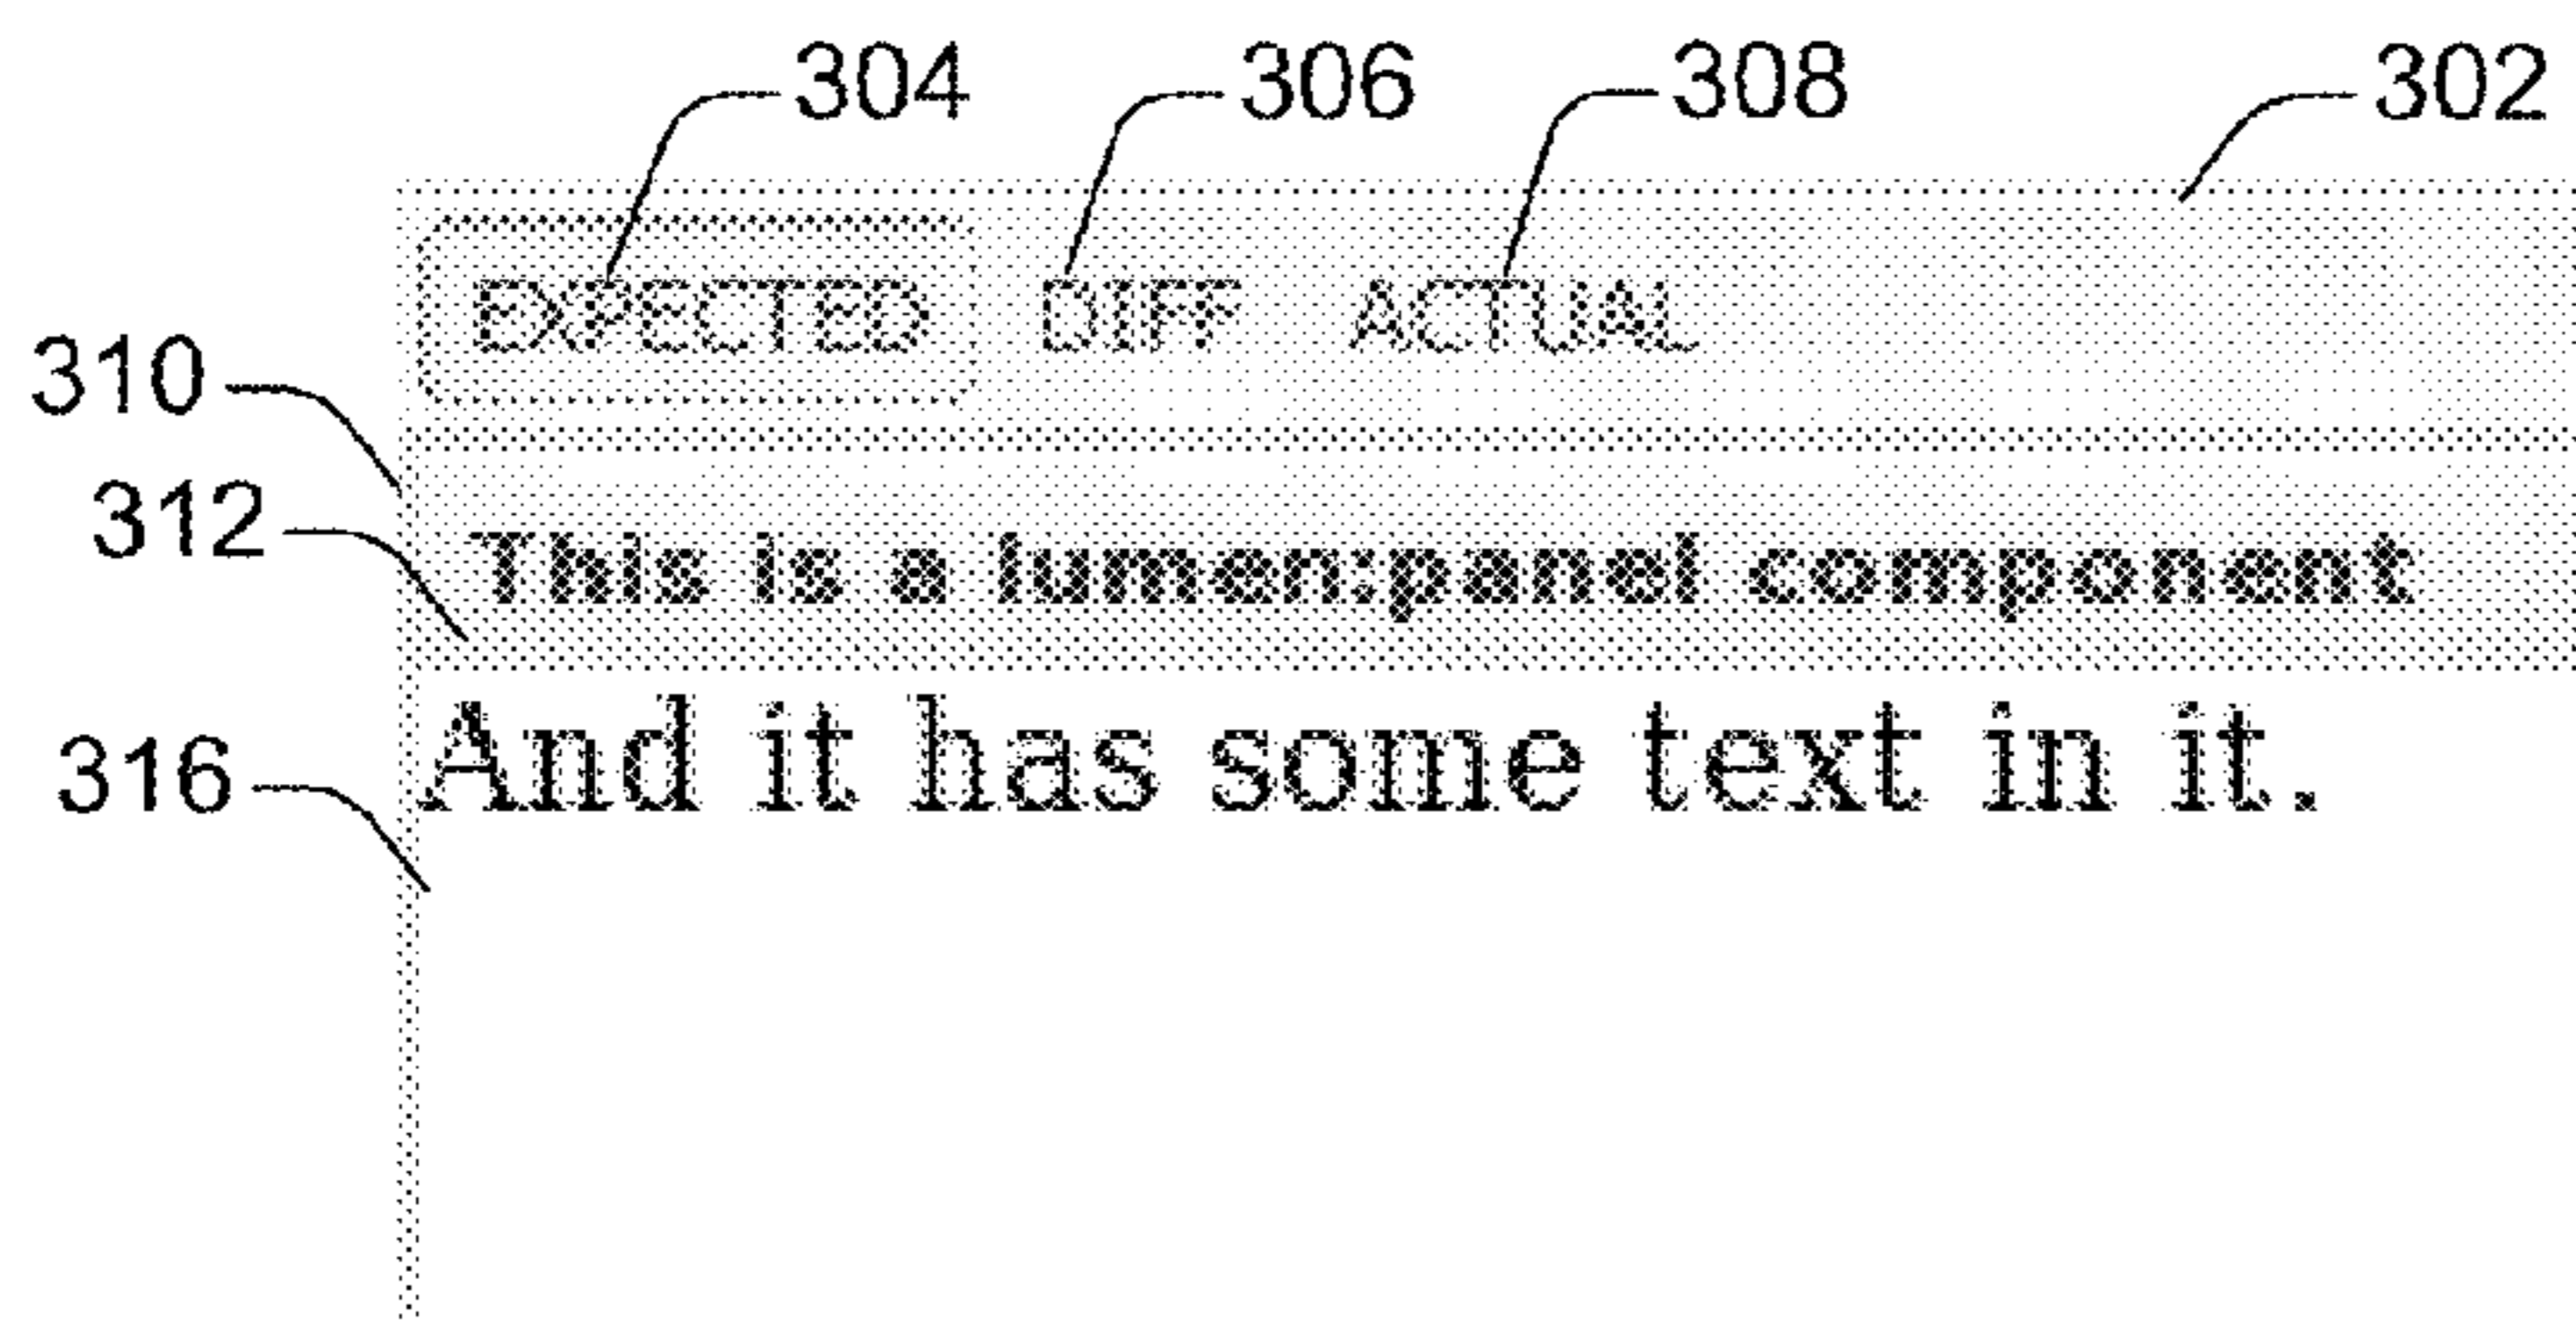 304 306 308 302
EXPECTED DIFF ACTUAL
310
312
This is a lumen:panel component
And it has some text in it.
316